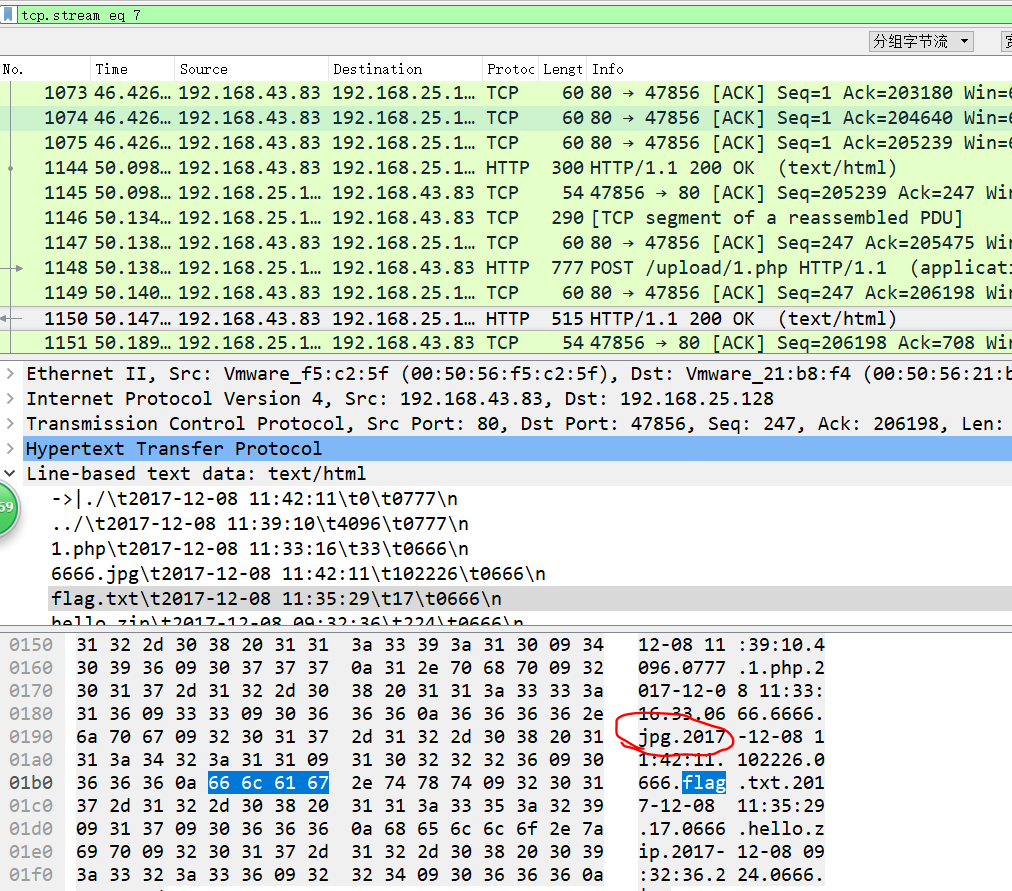 tcp.stream eq 7
分组字节流
No. Time Source Destination Protoc Lengt Info
1073 46.426… 192.168.43.83 192.168.25.1… TCP 60 80 → 47856 [ACK] Seq=1 Ack=203180 Win=6
1074 46.426… 192.168.43.83 192.168.25.1… TCP 60 80 → 47856 [ACK] Seq=1 Ack=204640 Win=6
1075 46.426… 192.168.43.83 192.168.25.1… TCP 60 80 → 47856 [ACK] Seq=1 Ack=205239 Win=6
1144 50.098… 192.168.43.83 192.168.25.1… HTTP 300 HTTP/1.1 200 OK (text/html)
1145 50.098… 192.168.25.1… 192.168.43.83 TCP 54 47856 → 80 [ACK] Seq=205239 Ack=247 Win
1146 50.134… 192.168.25.1… 192.168.43.83 TCP 290 [TCP segment of a reassembled PDU]
1147 50.138… 192.168.43.83 192.168.25.1… TCP 60 80 → 47856 [ACK] Seq=247 Ack=205475 Win
1148 50.138… 192.168.25.1… 192.168.43.83 HTTP 777 POST /upload/1.php HTTP/1.1 (applicati
1149 50.140… 192.168.43.83 192.168.25.1… TCP 60 80 → 47856 [ACK] Seq=247 Ack=206198 Win
1150 50.147… 192.168.43.83 192.168.25.1… HTTP 515 HTTP/1.1 200 OK (text/html)
1151 50.189… 192.168.25.1… 192.168.43.83 TCP 54 47856 → 80 [ACK] Seq=206198 Ack=708 Win
Ethernet II, Src: Vmware_f5:c2:5f (00:50:56:f5:c2:5f), Dst: Vmware_21:b8:f4 (00:50:56:21:b
Internet Protocol Version 4, Src: 192.168.43.83, Dst: 192.168.25.128
Transmission Control Protocol, Src Port: 80, Dst Port: 47856, Seq: 247, Ack: 206198, Len:
Hypertext Transfer Protocol
Line-based text data: text/html
->|./\t2017-12-08 11:42:11\t0\t0777\n
59
../\t2017-12-08 11:39:10\t4096\t0777\n
1.php\t2017-12-08 11:33:16\t33\t0666\n
6666.jpg\t2017-12-08 11:42:11\t102226\t0666\n
flag.txt\t2017-12-08 11:35:29\t17\t0666\n
hello.zip\t2017-12-08 09:32:36\t224\t0666\n
0150 31 32 2d 30 38 20 31 31 3a 33 39 3a 31 30 09 34 12-08 11 :39:10.4
0160 30 39 36 09 30 37 37 37 0a 31 2e 70 68 70 09 32 096.0777 .1.php.2
0170 30 31 37 2d 31 32 2d 30 38 20 31 31 3a 33 33 3a 017-12-0 8 11:33:
0180 31 36 09 33 33 09 30 36 36 36 0a 36 36 36 36 2e 16.33.06 66.6666.
0190 6a 70 67 09 32 30 31 37 2d 31 32 2d 30 38 20 31 jpg.2017 -12-08 1
01a0 31 3a 34 32 3a 31 31 09 31 30 32 32 32 36 09 30 1:42:11. 102226.0
01b0 36 36 36 0a 66 6c 61 67 2e 74 78 74 09 32 30 31 666.flag .txt.201
01c0 37 2d 31 32 2d 30 38 20 31 31 3a 33 35 3a 32 39 7-12-08 11:35:29
01d0 09 31 37 09 30 36 36 36 0a 68 65 6c 6c 6f 2e 7a .17.0666 .hello.z
01e0 69 70 09 32 30 31 37 2d 31 32 2d 30 38 20 30 39 ip.2017- 12-08 09
01f0 3a 33 32 3a 33 36 09 32 32 34 09 30 36 36 36 0a :32:36.2 24.0666.